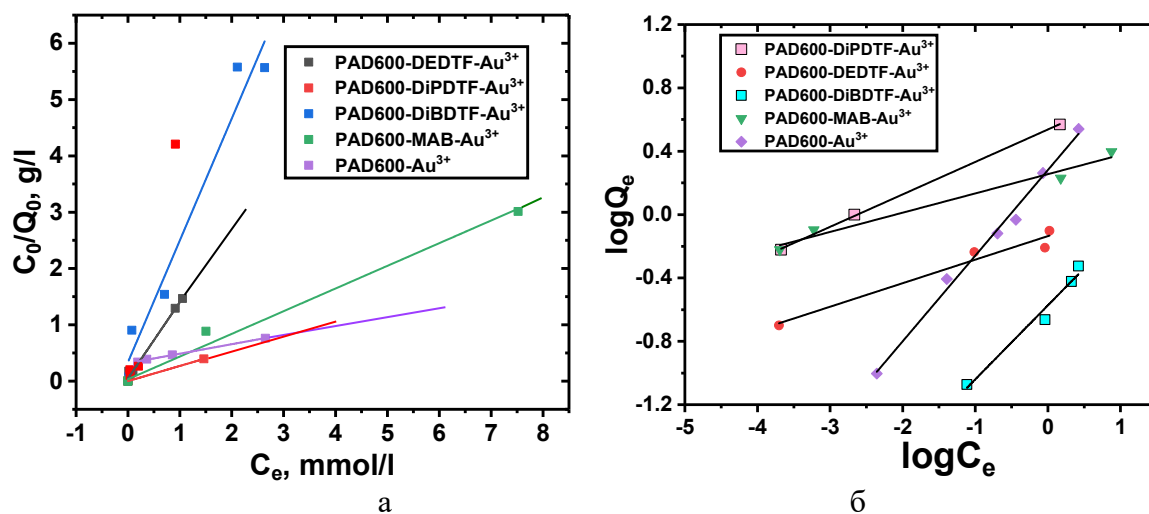 C₀/Q₀, g/l
6
5
4
3
2
1
0
PAD600-DEDTF-Au³⁺
PAD600-DiPDTF-Au³⁺
PAD600-DiBDTF-Au³⁺
PAD600-MAB-Au³⁺
PAD600-Au³⁺
-1 0 1 2 3 4 5 6 7 8
Cₑ, mmol/l
а
logQₑ
1.2
0.8
0.4
0.0
-0.4
-0.8
-1.2
PAD600-DiPDTF-Au³⁺
PAD600-DEDTF-Au³⁺
PAD600-DiBDTF-Au³⁺
PAD600-MAB-Au³⁺
PAD600-Au³⁺
-5 -4 -3 -2 -1 0 1
logCₑ
б